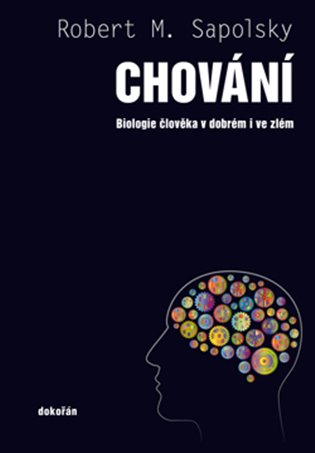 Robert M. Sapolsky
CHOVÁNÍ
Biologie člověka v dobrém i ve zlém
dokořán